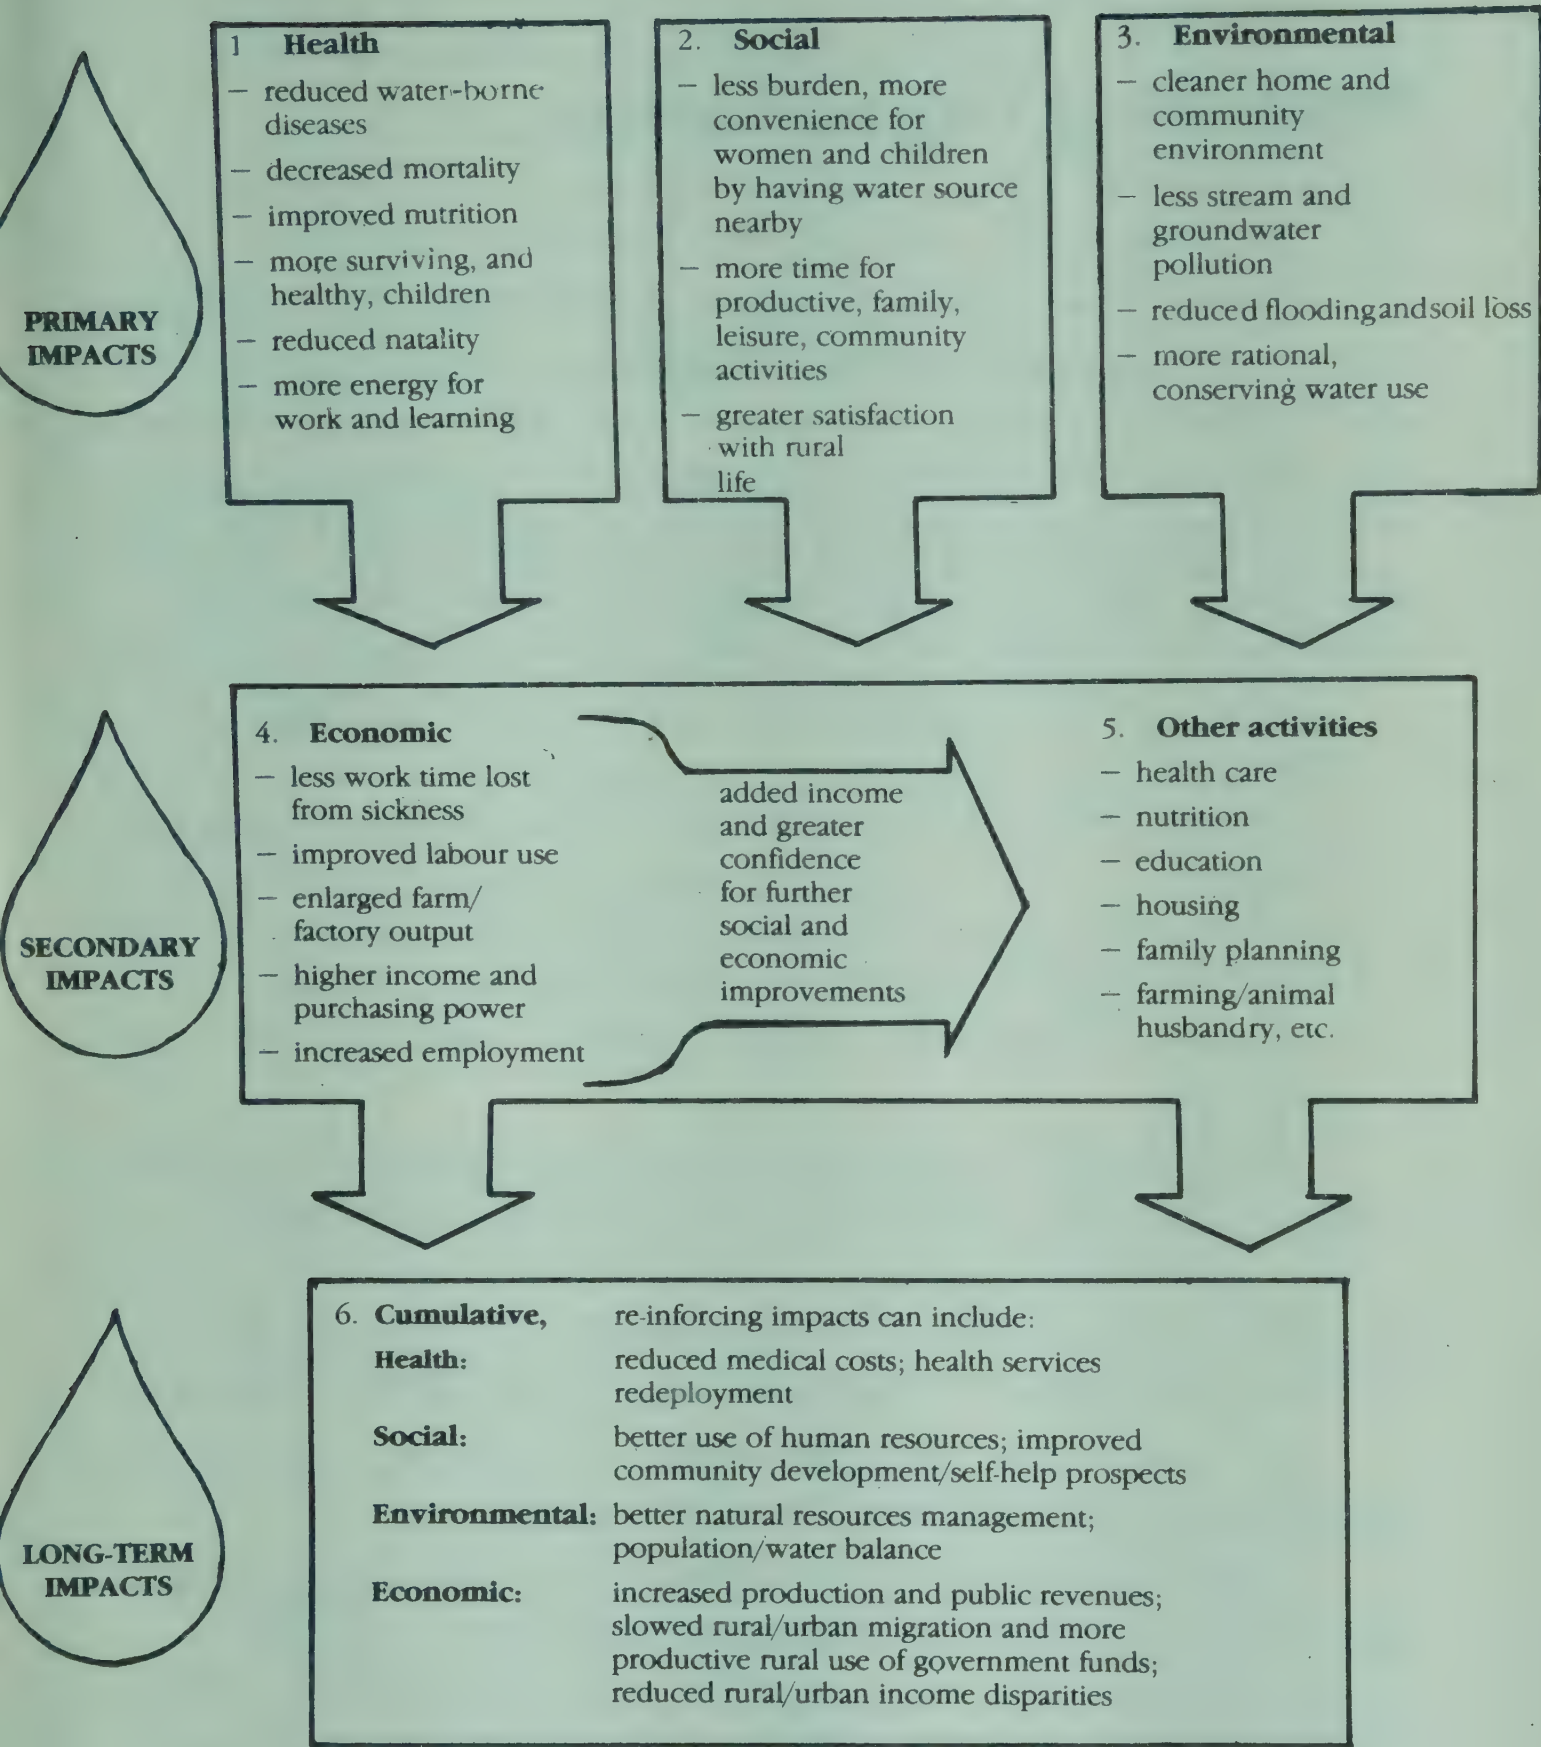 PRIMARY
IMPACTS
1 Health
— reduced water-borne
diseases
— decreased mortality
— improved nutrition
— more surviving, and
healthy, children
— reduced natality
— more energy for
work and learning
2. Social
— less burden, more
convenience for
women and children
by having water source
nearby
— more time for
productive, family,
leisure, community
activities
— greater satisfaction
with rural
life
3. Environmental
— cleaner home and
community
environment
— less stream and
groundwater
pollution
— reduced flooding and soil loss
— more rational,
conserving water use
SECONDARY
IMPACTS
4. Economic
— less work time lost
from sickness
— improved labour use
— enlarged farm/
factory output
— higher income and
purchasing power
— increased employment
added income
and greater
confidence
for further
social and
economic
improvements
5. Other activities
— health care
— nutrition
— education
— housing
— family planning
— farming/animal
husbandry, etc.
LONG-TERM
IMPACTS
6. Cumulative, re-inforcing impacts can include:
Health: reduced medical costs; health services
redeployment
Social: better use of human resources; improved
community development/self-help prospects
Environmental: better natural resources management;
population/water balance
Economic: increased production and public revenues;
slowed rural/urban migration and more
productive rural use of government funds;
reduced rural/urban income disparities